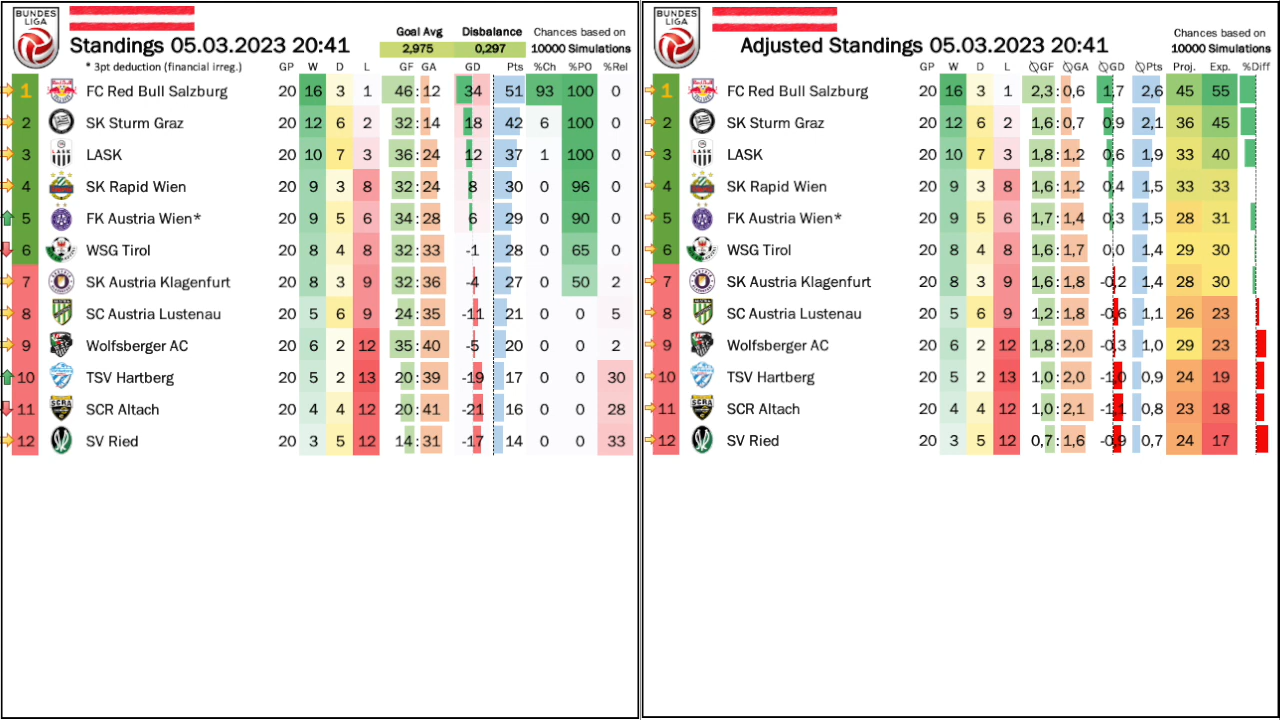 BUNDES
LIGA
Standings 05.03.2023 20:41
Goal Avg Disbalance Chances based on
2,975 0,297 10000 Simulations
* 3pt deduction (financial irreg.) GP W D L GF GA GD Pts %Ch %PO %Rel
1 FC Red Bull Salzburg 20 16 3 1 46:12 34 51 93 100 0
2 SK Sturm Graz 20 12 6 2 32:14 18 42 6 100 0
3 LASK 20 10 7 3 36:24 12 37 1 100 0
4 SK Rapid Wien 20 9 3 8 32:24 8 30 0 96 0
5 FK Austria Wien* 20 9 5 6 34:28 6 29 0 90 0
6 WSG Tirol 20 8 4 8 32:33 -1 28 0 65 0
7 SK Austria Klagenfurt 20 8 3 9 32:36 -4 27 0 50 2
8 SC Austria Lustenau 20 5 6 9 24:35 -11 21 0 0 5
9 Wolfsberger AC 20 6 2 12 35:40 -5 20 0 0 2
10 TSV Hartberg 20 5 2 13 20:39 -19 17 0 0 30
11 SCR Altach 20 4 4 12 20:41 -21 16 0 0 28
12 SV Ried 20 3 5 12 14:31 -17 14 0 0 33
BUNDES
LIGA
Adjusted Standings 05.03.2023 20:41
Chances based on
10000 Simulations
GP W D L ∅GF ∅GA ∅GD ∅Pts Proj. Exp. %Diff
1 FC Red Bull Salzburg 20 16 3 1 2,3:0,6 1,7 2,6 45 55
2 SK Sturm Graz 20 12 6 2 1,6:0,7 0,9 2,1 36 45
3 LASK 20 10 7 3 1,8:1,2 0,6 1,9 33 40
4 SK Rapid Wien 20 9 3 8 1,6:1,2 0,4 1,5 33 33
5 FK Austria Wien* 20 9 5 6 1,7:1,4 0,3 1,5 28 31
6 WSG Tirol 20 8 4 8 1,6:1,7 0,0 1,4 29 30
7 SK Austria Klagenfurt 20 8 3 9 1,6:1,8 -0,2 1,4 28 30
8 SC Austria Lustenau 20 5 6 9 1,2:1,8 -0,6 1,1 26 23
9 Wolfsberger AC 20 6 2 12 1,8:2,0 -0,3 1,0 29 23
10 TSV Hartberg 20 5 2 13 1,0:2,0 -1,0 0,9 24 19
11 SCR Altach 20 4 4 12 1,0:2,1 -1,1 0,8 23 18
12 SV Ried 20 3 5 12 0,7:1,6 -0,9 0,7 24 17